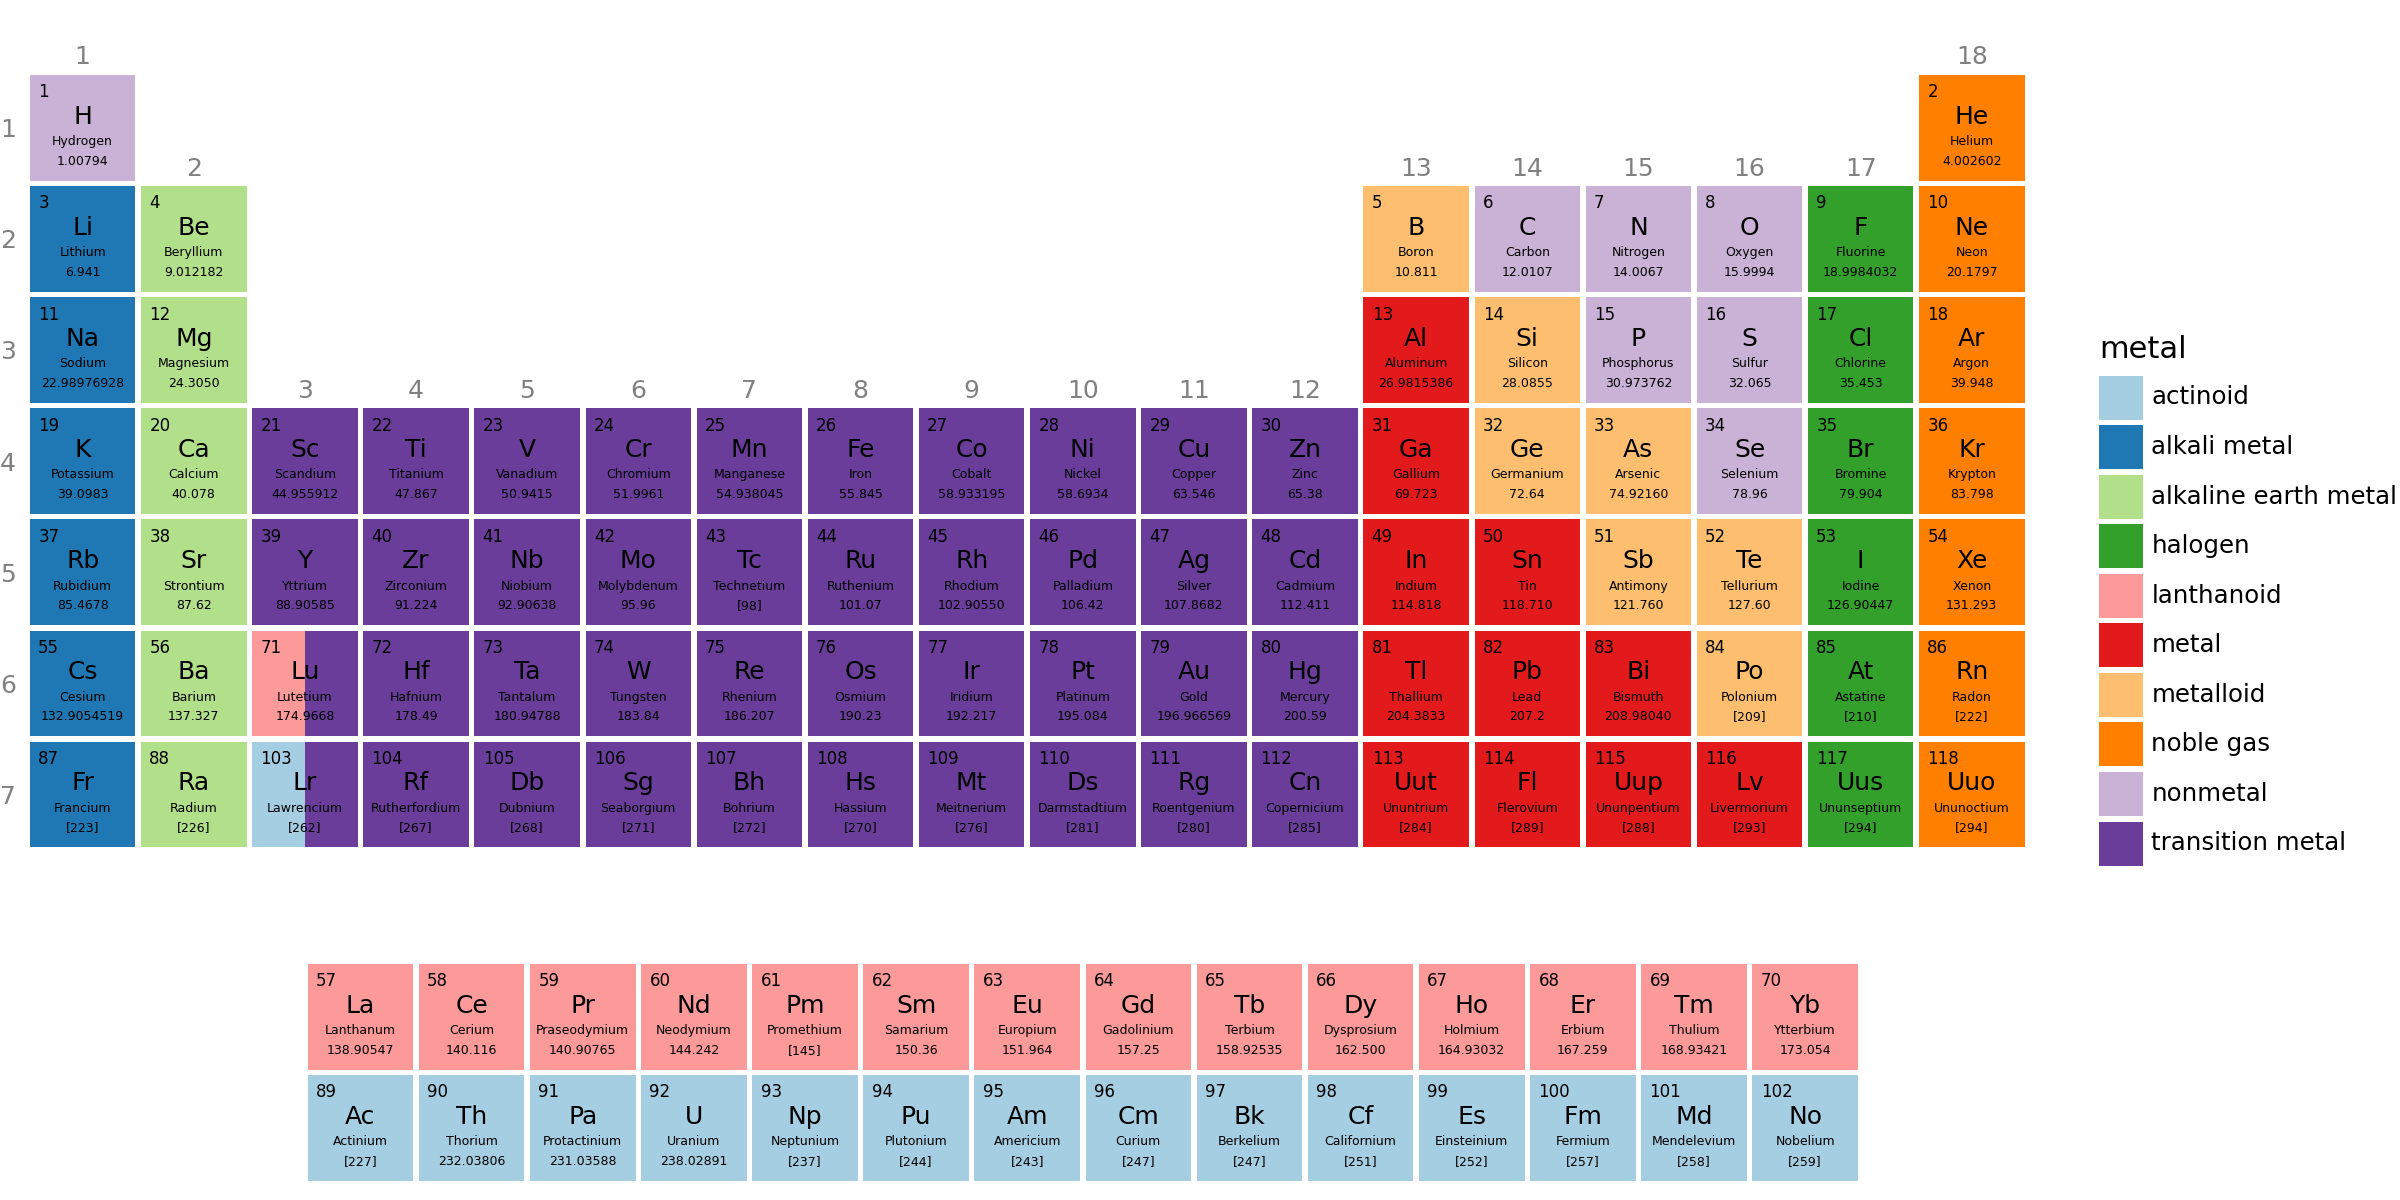 1
18
1
1
H
Hydrogen
1.00794
2
He
Helium
4.002602
2
13
14
15
16
17
2
3
Li
Lithium
6.941
4
Be
Beryllium
9.012182
5
B
Boron
10.811
6
C
Carbon
12.0107
7
N
Nitrogen
14.0067
8
O
Oxygen
15.9994
9
F
Fluorine
18.9984032
10
Ne
Neon
20.1797
3
11
Na
Sodium
22.98976928
12
Mg
Magnesium
24.3050
13
Al
Aluminum
26.9815386
14
Si
Silicon
28.0855
15
P
Phosphorus
30.973762
16
S
Sulfur
32.065
17
Cl
Chlorine
35.453
18
Ar
Argon
39.948
3
4
5
6
7
8
9
10
11
12
4
19
K
Potassium
39.0983
20
Ca
Calcium
40.078
21
Sc
Scandium
44.955912
22
Ti
Titanium
47.867
23
V
Vanadium
50.9415
24
Cr
Chromium
51.9961
25
Mn
Manganese
54.938045
26
Fe
Iron
55.845
27
Co
Cobalt
58.933195
28
Ni
Nickel
58.6934
29
Cu
Copper
63.546
30
Zn
Zinc
65.38
31
Ga
Gallium
69.723
32
Ge
Germanium
72.64
33
As
Arsenic
74.92160
34
Se
Selenium
78.96
35
Br
Bromine
79.904
36
Kr
Krypton
83.798
5
37
Rb
Rubidium
85.4678
38
Sr
Strontium
87.62
39
Y
Yttrium
88.90585
40
Zr
Zirconium
91.224
41
Nb
Niobium
92.90638
42
Mo
Molybdenum
95.96
43
Tc
Technetium
[98]
44
Ru
Ruthenium
101.07
45
Rh
Rhodium
102.90550
46
Pd
Palladium
106.42
47
Ag
Silver
107.8682
48
Cd
Cadmium
112.411
49
In
Indium
114.818
50
Sn
Tin
118.710
51
Sb
Antimony
121.760
52
Te
Tellurium
127.60
53
I
Iodine
126.90447
54
Xe
Xenon
131.293
6
55
Cs
Cesium
132.9054519
56
Ba
Barium
137.327
71
Lu
Lutetium
174.9668
72
Hf
Hafnium
178.49
73
Ta
Tantalum
180.94788
74
W
Tungsten
183.84
75
Re
Rhenium
186.207
76
Os
Osmium
190.23
77
Ir
Iridium
192.217
78
Pt
Platinum
195.084
79
Au
Gold
196.966569
80
Hg
Mercury
200.59
81
Tl
Thallium
204.3833
82
Pb
Lead
207.2
83
Bi
Bismuth
208.98040
84
Po
Polonium
[209]
85
At
Astatine
[210]
86
Rn
Radon
[222]
7
87
Fr
Francium
[223]
88
Ra
Radium
[226]
103
Lr
Lawrencium
[262]
104
Rf
Rutherfordium
[267]
105
Db
Dubnium
[268]
106
Sg
Seaborgium
[271]
107
Bh
Bohrium
[272]
108
Hs
Hassium
[270]
109
Mt
Meitnerium
[276]
110
Ds
Darmstadtium
[281]
111
Rg
Roentgenium
[280]
112
Cn
Copernicium
[285]
113
Uut
Ununtrium
[284]
114
Fl
Flerovium
[289]
115
Uup
Ununpentium
[288]
116
Lv
Livermorium
[293]
117
Uus
Ununseptium
[294]
118
Uuo
Ununoctium
[294]
57
La
Lanthanum
138.90547
58
Ce
Cerium
140.116
59
Pr
Praseodymium
140.90765
60
Nd
Neodymium
144.242
61
Pm
Promethium
[145]
62
Sm
Samarium
150.36
63
Eu
Europium
151.964
64
Gd
Gadolinium
157.25
65
Tb
Terbium
158.92535
66
Dy
Dysprosium
162.500
67
Ho
Holmium
164.93032
68
Er
Erbium
167.259
69
Tm
Thulium
168.93421
70
Yb
Ytterbium
173.054
89
Ac
Actinium
[227]
90
Th
Thorium
232.03806
91
Pa
Protactinium
231.03588
92
U
Uranium
238.02891
93
Np
Neptunium
[237]
94
Pu
Plutonium
[244]
95
Am
Americium
[243]
96
Cm
Curium
[247]
97
Bk
Berkelium
[247]
98
Cf
Californium
[251]
99
Es
Einsteinium
[252]
100
Fm
Fermium
[257]
101
Md
Mendelevium
[258]
102
No
Nobelium
[259]
metal
actinoid
alkali metal
alkaline earth metal
halogen
lanthanoid
metal
metalloid
noble gas
nonmetal
transition metal